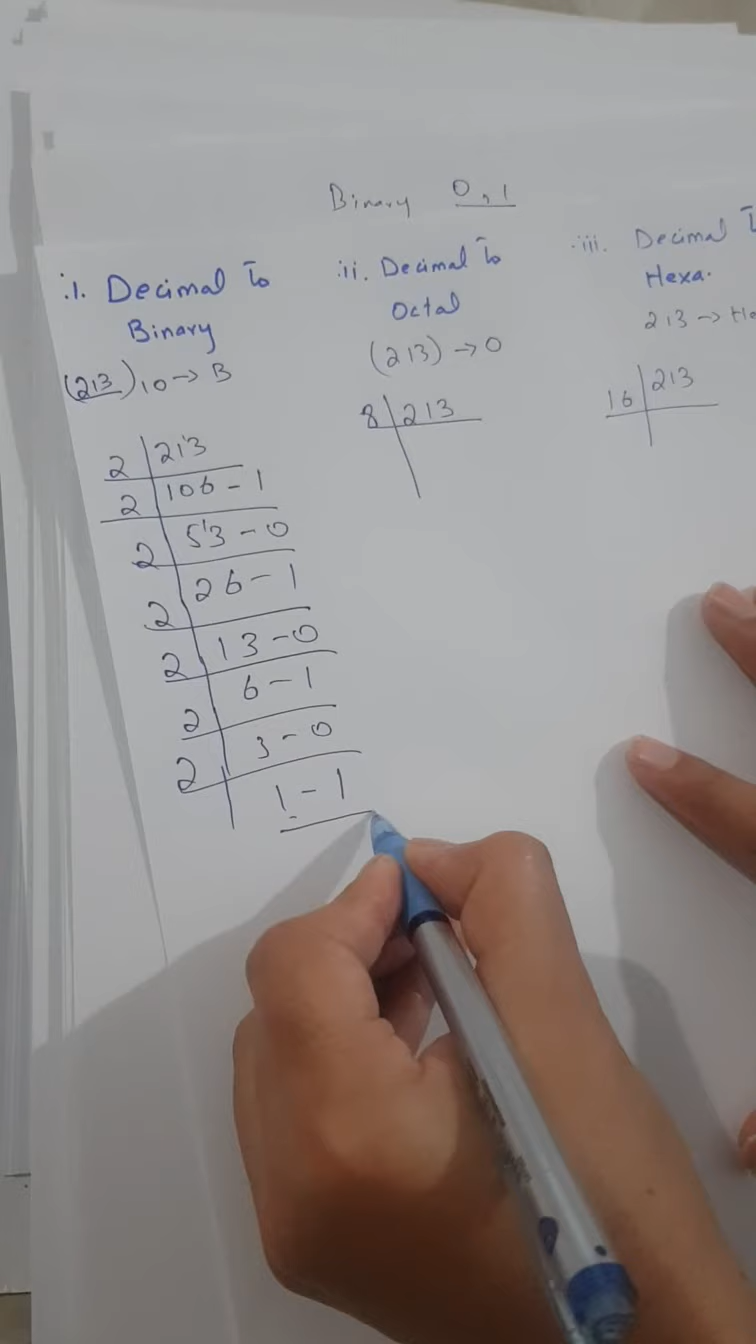 Binary 0,1
:i. Decimal To
Binary
(213)10 → B
2 213
2 106 - 1
2 53 - 0
2 26 - 1
2 13 - 0
2 6 - 1
2 3 - 0
1 - 1
:ii. Decimal To
Octal
(213) → O
8 213
:iii. Decimal T
Hexa.
213 → He
16 213